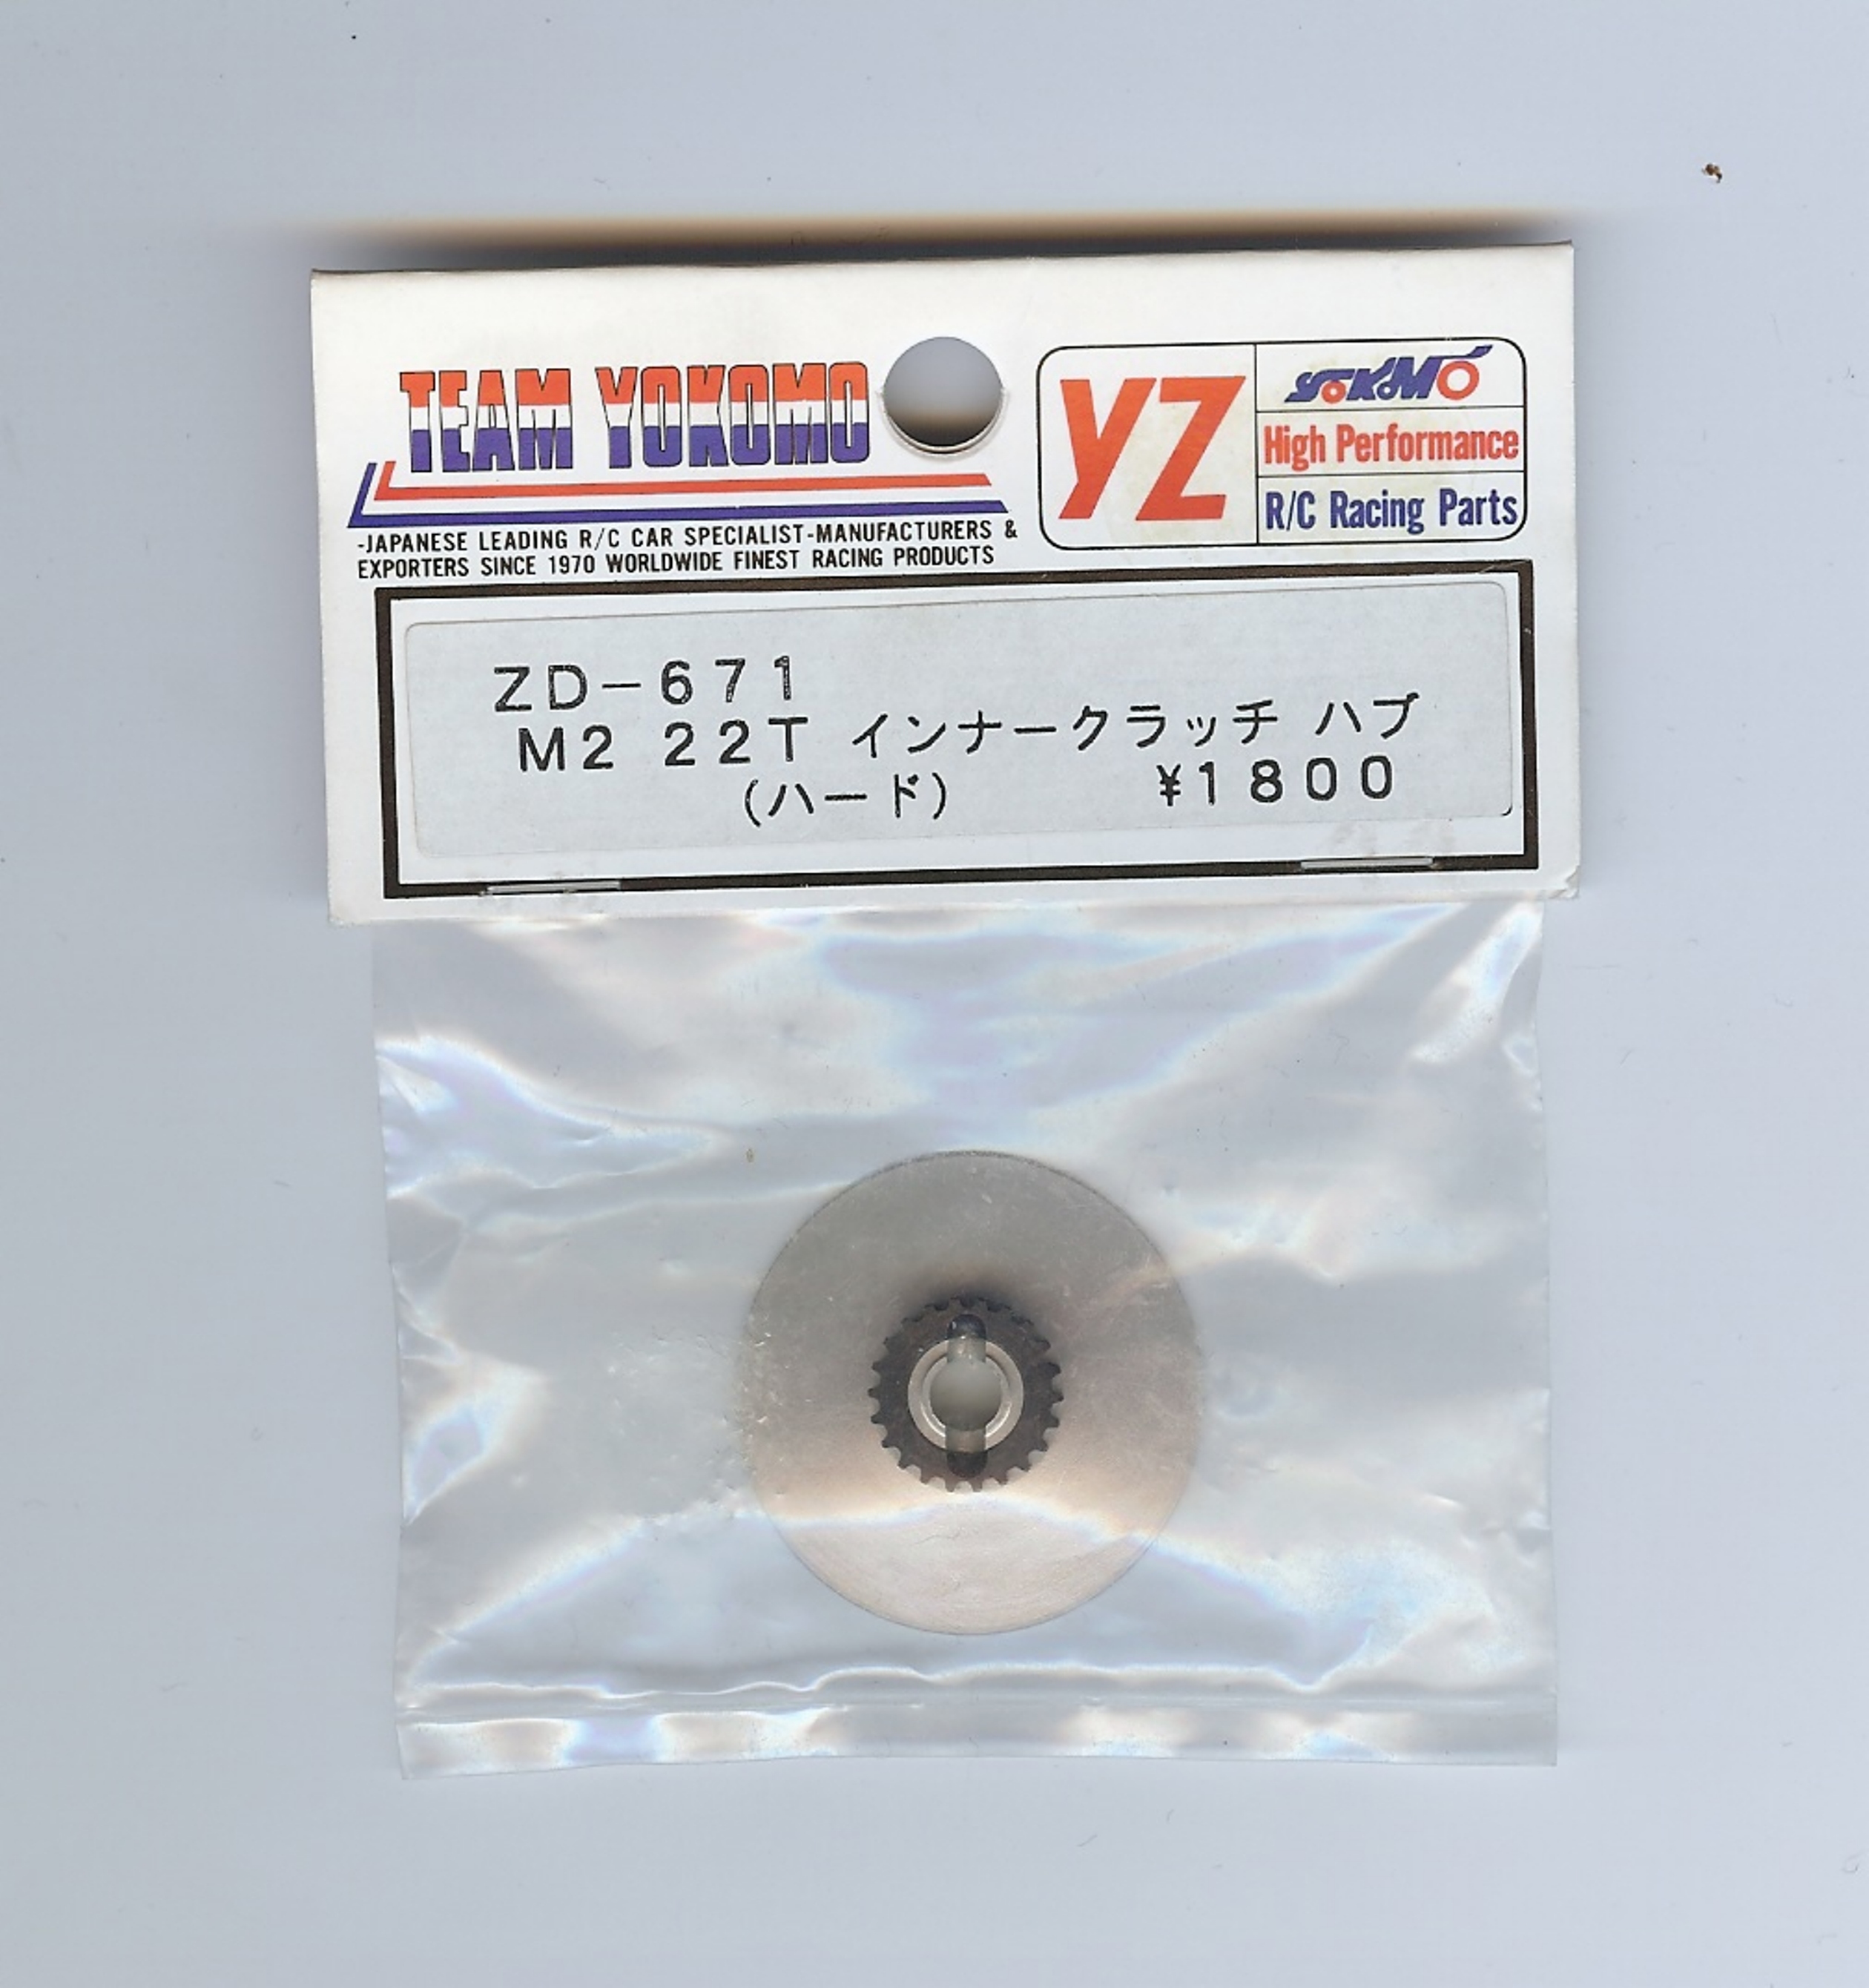 TEAM YOKOMO
-JAPANESE LEADING R/C CAR SPECIALIST-MANUFACTURERS &
EXPORTERS SINCE 1970 WORLDWIDE FINEST RACING PRODUCTS
YZ
YOKOMO
High Performance
R/C Racing Parts
ZD-671
M2 22T インナークラッチ ハブ
(ハード) ¥1800